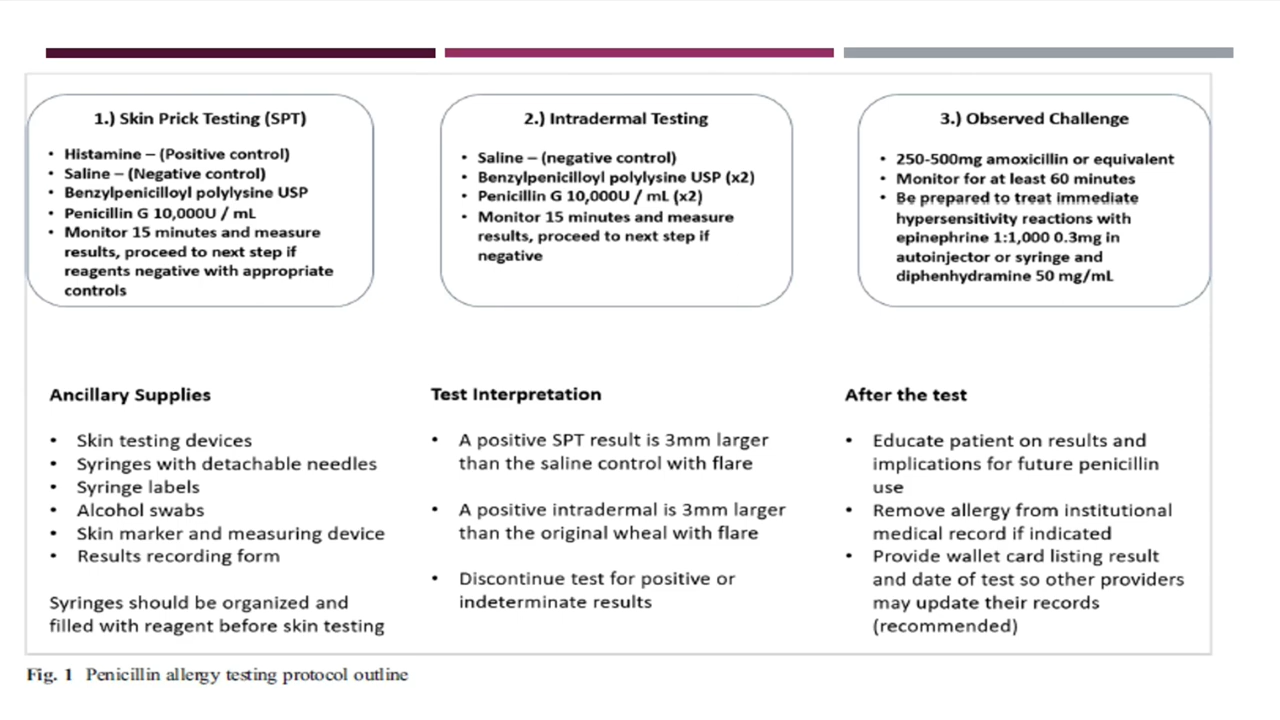 1.) Skin Prick Testing (SPT)
• Histamine – (Positive control)
• Saline – (Negative control)
• Benzylpenicilloyl polylysine USP
• Penicillin G 10,000U / mL
• Monitor 15 minutes and measure
results, proceed to next step if
reagents negative with appropriate
controls
2.) Intradermal Testing
• Saline – (negative control)
• Benzylpenicilloyl polylysine USP (x2)
• Penicillin G 10,000U / mL (x2)
• Monitor 15 minutes and measure
results, proceed to next step if
negative
3.) Observed Challenge
• 250-500mg amoxicillin or equivalent
• Monitor for at least 60 minutes
• Be prepared to treat immediate
hypersensitivity reactions with
epinephrine 1:1,000 0.3mg in
autoinjector or syringe and
diphenhydramine 50 mg/mL
Ancillary Supplies
• Skin testing devices
• Syringes with detachable needles
• Syringe labels
• Alcohol swabs
• Skin marker and measuring device
• Results recording form
Syringes should be organized and
filled with reagent before skin testing
Test Interpretation
• A positive SPT result is 3mm larger
than the saline control with flare
• A positive intradermal is 3mm larger
than the original wheal with flare
• Discontinue test for positive or
indeterminate results
After the test
• Educate patient on results and
implications for future penicillin
use
• Remove allergy from institutional
medical record if indicated
• Provide wallet card listing result
and date of test so other providers
may update their records
(recommended)
Fig. 1 Penicillin allergy testing protocol outline